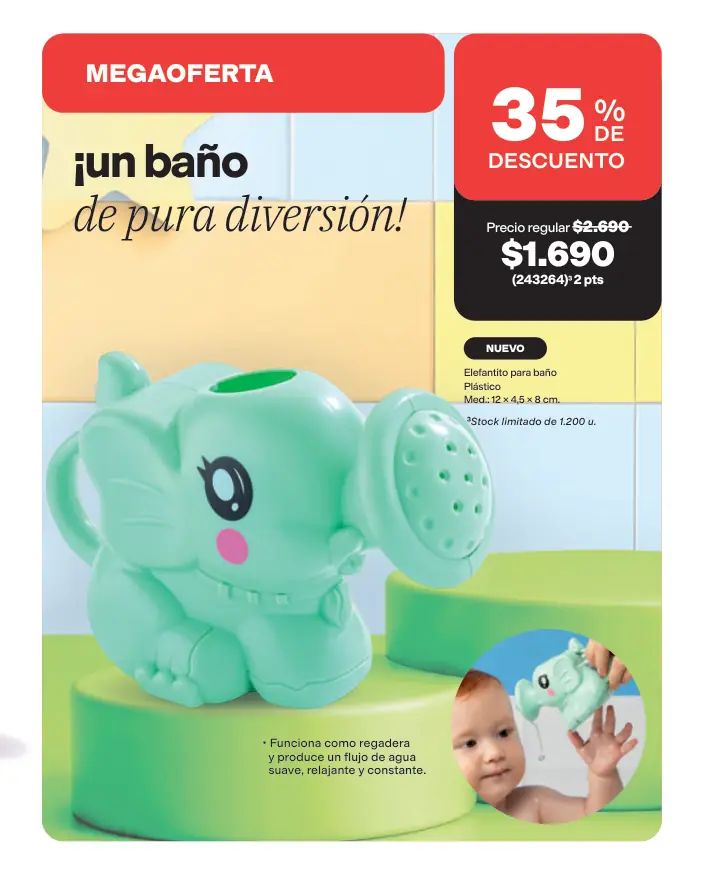 MEGAOFERTA
35 %
DE
DESCUENTO
¡un baño
de pura diversión!
Precio regular $2.690
$1.690
(243264)³ 2 pts
NUEVO
Elefantito para baño
Plástico
Med.: 12 × 4,5 × 8 cm.
³Stock limitado de 1.200 u.
• Funciona como regadera
y produce un flujo de agua
suave, relajante y constante.